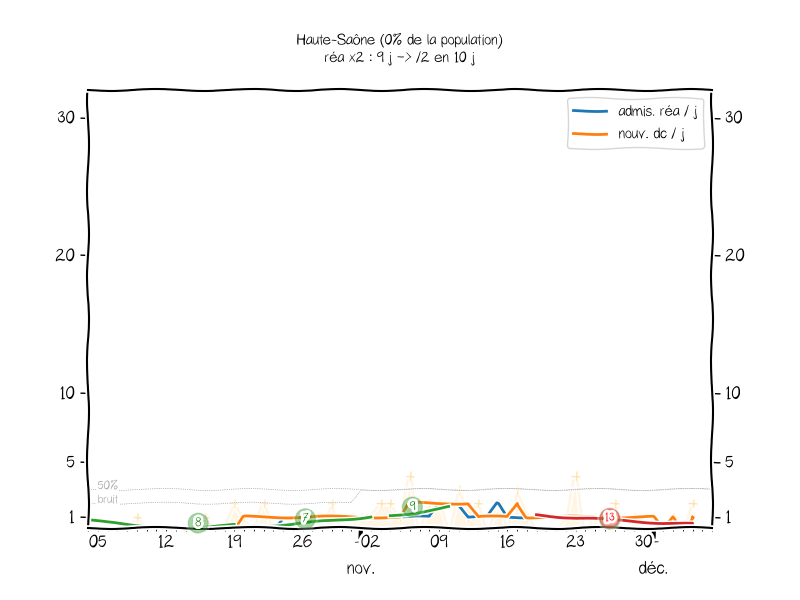 Haute-Saône (0% de la population)
réa x2 : 9 j -> /2 en 10 j
admis. réa / j
nouv. dc / j
30
30
20
20
10
10
5
5
50%
bruit
1
1
8
7
9
13
05 12 19 26 02 09 16 23 30
nov. déc.